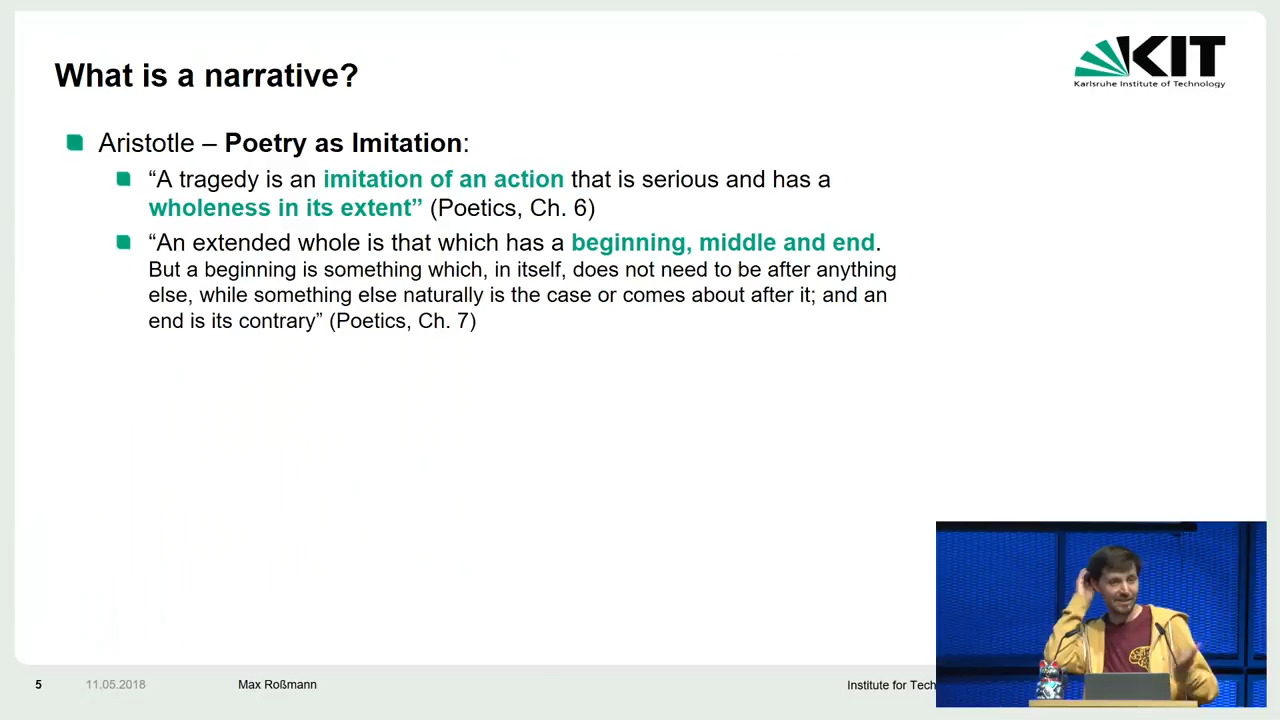 What is a narrative?
KIT
Karlsruhe Institute of Technology
Aristotle – Poetry as Imitation:
“A tragedy is an imitation of an action that is serious and has a
wholeness in its extent” (Poetics, Ch. 6)
“An extended whole is that which has a beginning, middle and end.
But a beginning is something which, in itself, does not need to be after anything
else, while something else naturally is the case or comes about after it; and an
end is its contrary” (Poetics, Ch. 7)
5 11.05.2018 Max Roßmann Institute for Tech